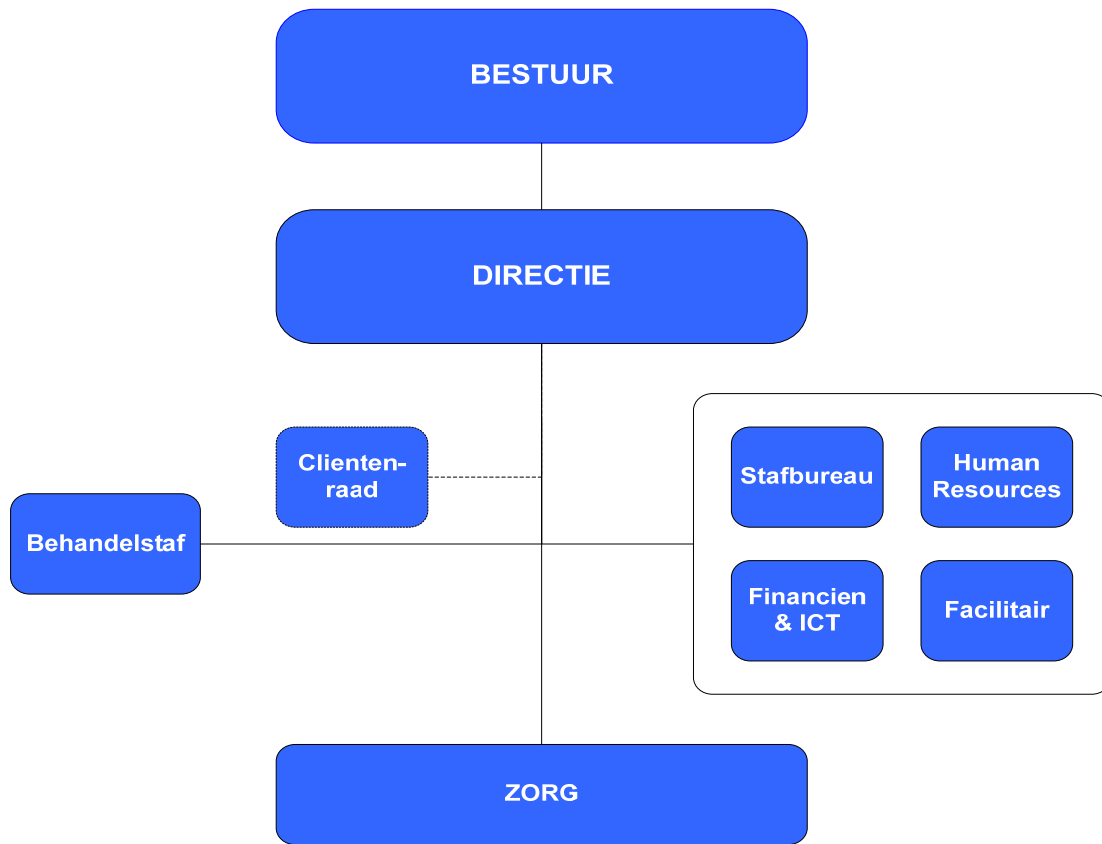 BESTUUR
DIRECTIE
Clienten-
raad
Behandelstaf
Stafbureau
Human
Resources
Financien
& ICT
Facilitair
ZORG